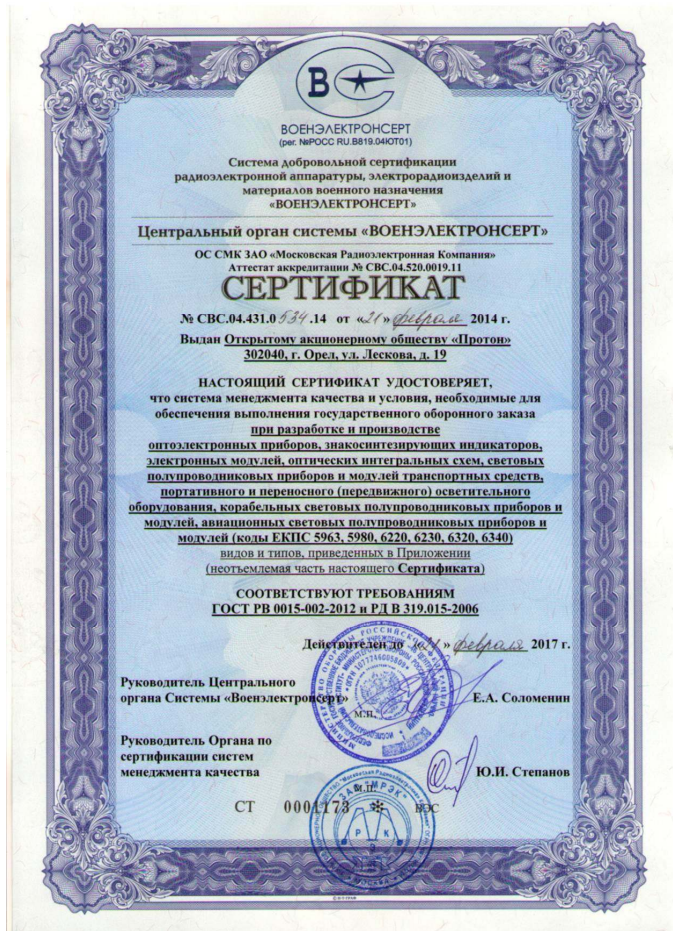 ВС
ВОЕНЭЛЕКТРОНСЕРТ
(рег. №РОСС RU.В819.04ЮТ01)
Система добровольной сертификации
радиоэлектронной аппаратуры, электрорадиоизделий и
материалов военного назначения
«ВОЕНЭЛЕКТРОНСЕРТ»
Центральный орган системы «ВОЕНЭЛЕКТРОНСЕРТ»
ОС СМК ЗАО «Московская Радиоэлектронная Компания»
Аттестат аккредитации № СВС.04.520.0019.11
СЕРТИФИКАТ
№ СВС.04.431.0534.14 от «21» февраля 2014 г.
Выдан Открытому акционерному обществу «Протон»
302040, г. Орел, ул. Лескова, д. 19
НАСТОЯЩИЙ СЕРТИФИКАТ УДОСТОВЕРЯЕТ,
что система менеджмента качества и условия, необходимые для
обеспечения выполнения государственного оборонного заказа
при разработке и производстве
оптоэлектронных приборов, знакосинтезирующих индикаторов,
электронных модулей, оптических интегральных схем, световых
полупроводниковых приборов и модулей транспортных средств,
портативного и переносного (передвижного) осветительного
оборудования, корабельных световых полупроводниковых приборов и
модулей, авиационных световых полупроводниковых приборов и
модулей (коды ЕКПС 5963, 5980, 6220, 6230, 6320, 6340)
видов и типов, приведенных в Приложении
(неотъемлемая часть настоящего Сертификата)
СООТВЕТСТВУЮТ ТРЕБОВАНИЯМ
ГОСТ РВ 0015-002-2012 и РД В 319.015-2006
Действителен до «21» февраля 2017 г.
Руководитель Центрального
органа Системы «Военэлектронсерт»
Е.А. Соломенин
М.П.
Руководитель Органа по
сертификации систем
менеджмента качества
Ю.И. Степанов
М.П.
СТ 0001173 ВЭС
ЗАО "МРЭК"
Р К